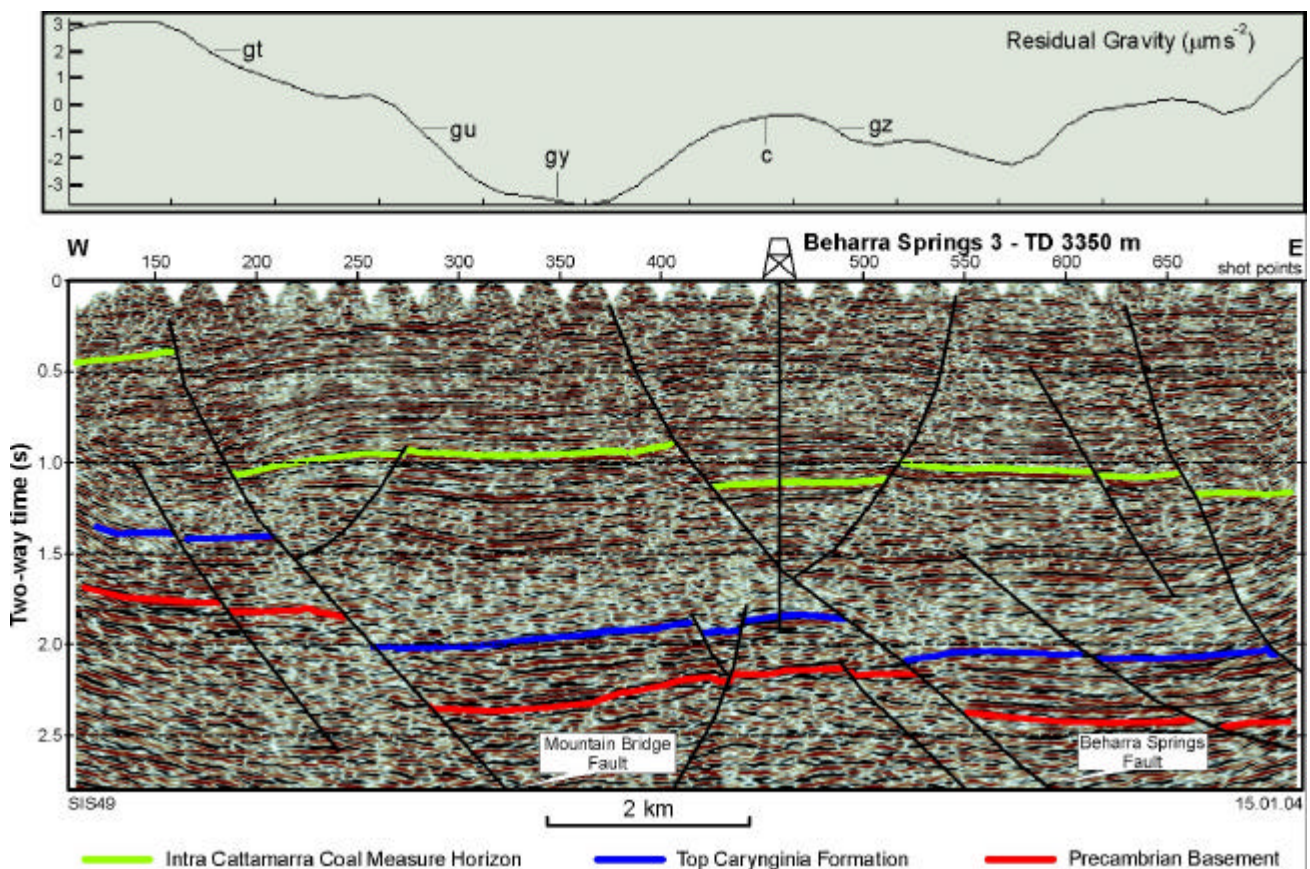 3
2
1
0
-1
-2
-3
gt
gu
gy
c
gz
Residual Gravity (µms⁻²)
W
Beharra Springs 3 - TD 3350 m
E
150 200 250 300 350 400 500 550 600 650 shot points
0
0.5
1.0
1.5
2.0
2.5
Two-way time (s)
Mountain Bridge
Fault
Beharra Springs
Fault
SIS49
2 km
15.01.04
Intra Cattamarra Coal Measure Horizon
Top Carynginia Formation
Precambrian Basement